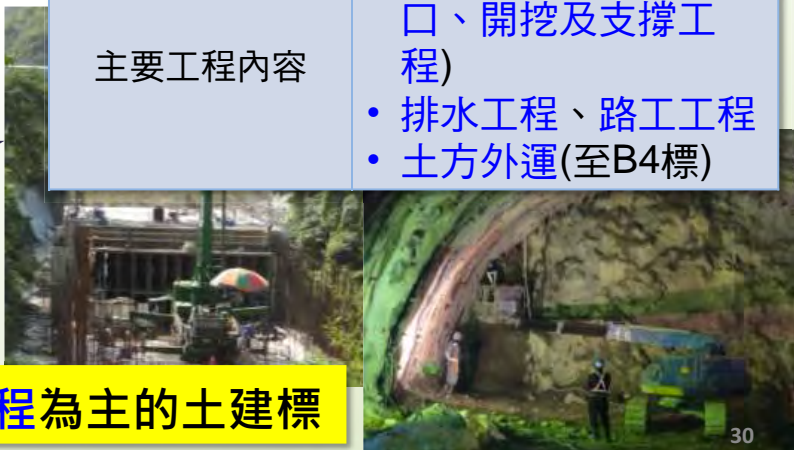 口、開挖及支撐工
主要工程內容
程)
• 排水工程、路工工程
• 土方外運(至B4標)
程為主的土建標
30